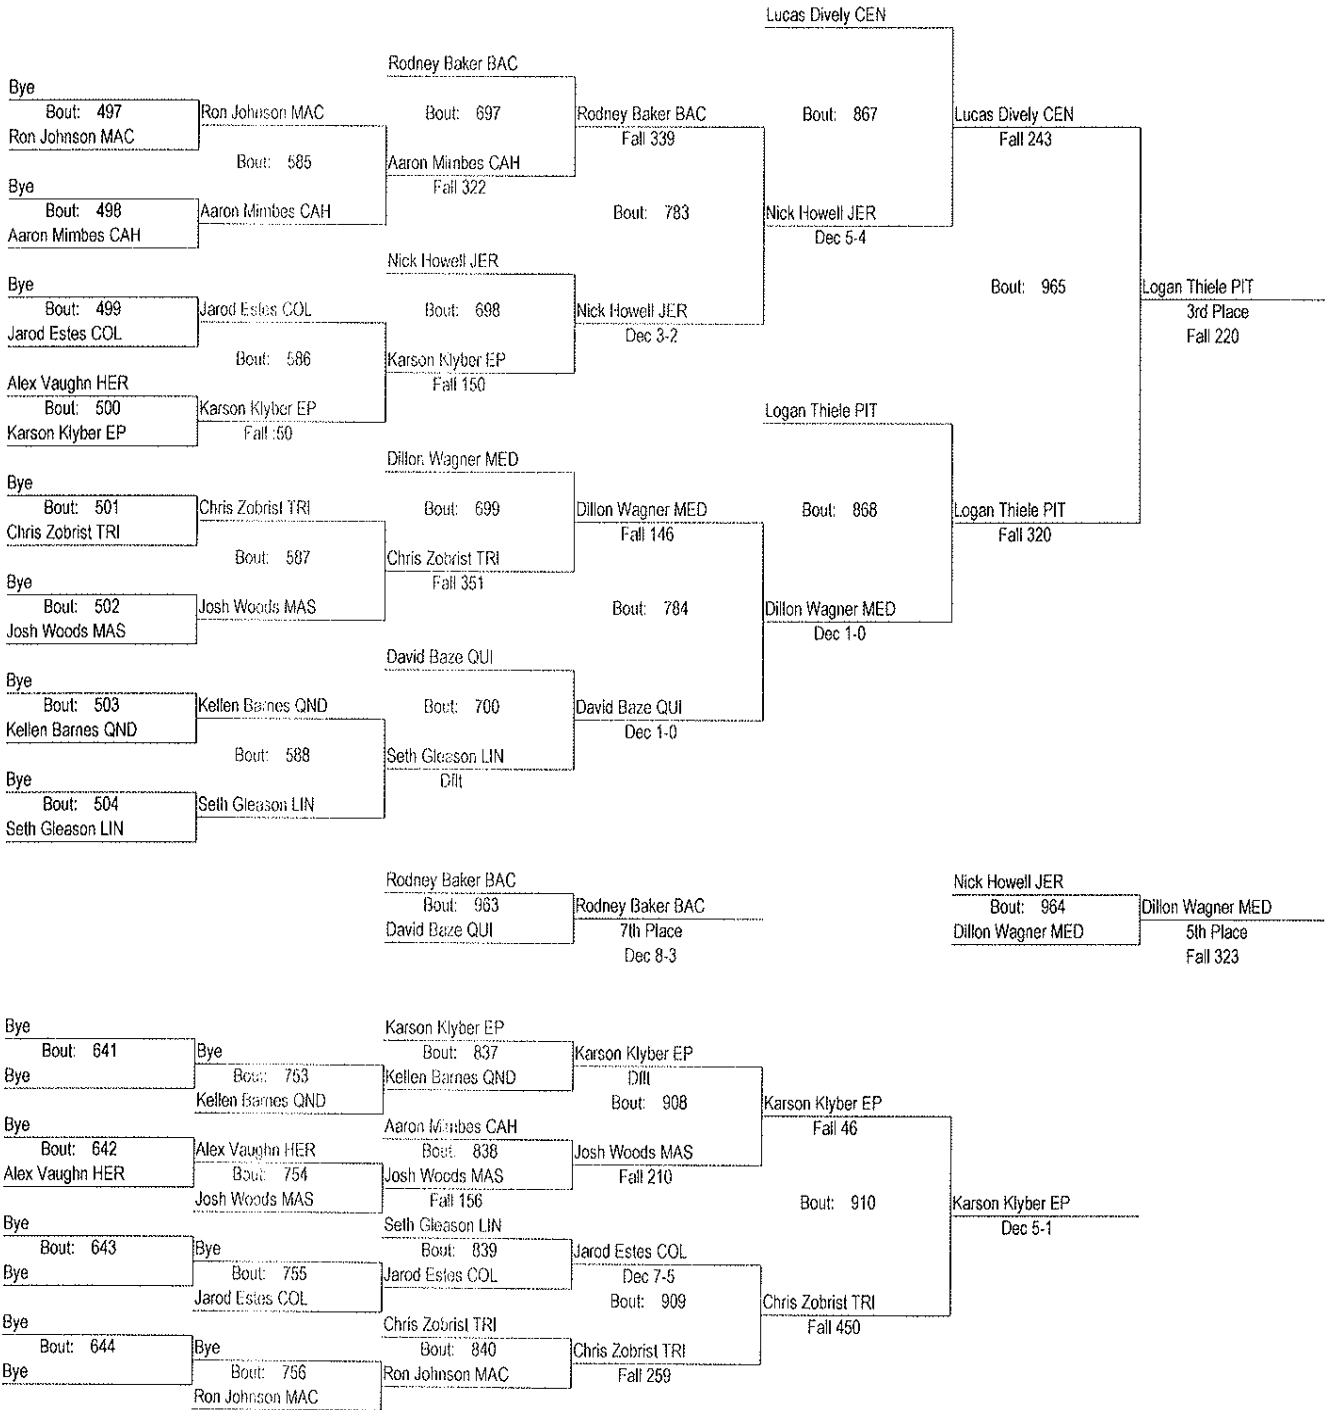 Lucas Dively CEN
Rodney Baker BAC
Bye
Bout: 497
Ron Johnson MAC
Ron Johnson MAC
Bout: 697
Rodney Baker BAC
Fall 339
Bout: 867
Lucas Dively CEN
Fall 243
Bout: 585
Aaron Mimbes CAH
Fall 322
Bye
Bout: 498
Aaron Mimbes CAH
Aaron Mimbes CAH
Bout: 783
Nick Howell JER
Dec 5-4
Nick Howell JER
Bye
Bout: 499
Jarod Estes COL
Jarod Estes COL
Bout: 698
Nick Howell JER
Dec 3-2
Bout: 965
Logan Thiele PIT
3rd Place
Fall 220
Bout: 586
Karson Klyber EP
Fall 150
Alex Vaughn HER
Bout: 500
Karson Klyber EP
Karson Klyber EP
Fall :50
Logan Thiele PIT
Dillon Wagner MED
Bye
Bout: 501
Chris Zobrist TRI
Chris Zobrist TRI
Bout: 699
Dillon Wagner MED
Fall 146
Bout: 868
Logan Thiele PIT
Fall 320
Bout: 587
Chris Zobrist TRI
Fall 351
Bye
Bout: 502
Josh Woods MAS
Josh Woods MAS
Bout: 784
Dillon Wagner MED
Dec 1-0
David Baze QUI
Bye
Bout: 503
Kellen Barnes QND
Kellen Barnes QND
Bout: 700
David Baze QUI
Dec 1-0
Bout: 588
Seth Gleason LIN
Dflt
Bye
Bout: 504
Seth Gleason LIN
Seth Gleason LIN
Rodney Baker BAC
Bout: 963
David Baze QUI
Rodney Baker BAC
7th Place
Dec 8-3
Nick Howell JER
Bout: 964
Dillon Wagner MED
Dillon Wagner MED
5th Place
Fall 323
Bye
Bout: 641
Bye
Bye
Bout: 753
Kellen Barnes QND
Karson Klyber EP
Bout: 837
Kellen Barnes QND
Karson Klyber EP
Dflt
Bout: 908
Karson Klyber EP
Fall 46
Bye
Bout: 642
Alex Vaughn HER
Alex Vaughn HER
Bout: 754
Josh Woods MAS
Aaron Mimbes CAH
Bout: 838
Josh Woods MAS
Fall 156
Josh Woods MAS
Fall 210
Bout: 910
Karson Klyber EP
Dec 5-1
Bye
Bout: 643
Bye
Bye
Bout: 755
Jarod Estes COL
Seth Gleason LIN
Bout: 839
Jarod Estes COL
Jarod Estes COL
Dec 7-5
Bout: 909
Chris Zobrist TRI
Fall 450
Bye
Bout: 644
Bye
Bye
Bout: 756
Ron Johnson MAC
Chris Zobrist TRI
Bout: 840
Ron Johnson MAC
Chris Zobrist TRI
Fall 259